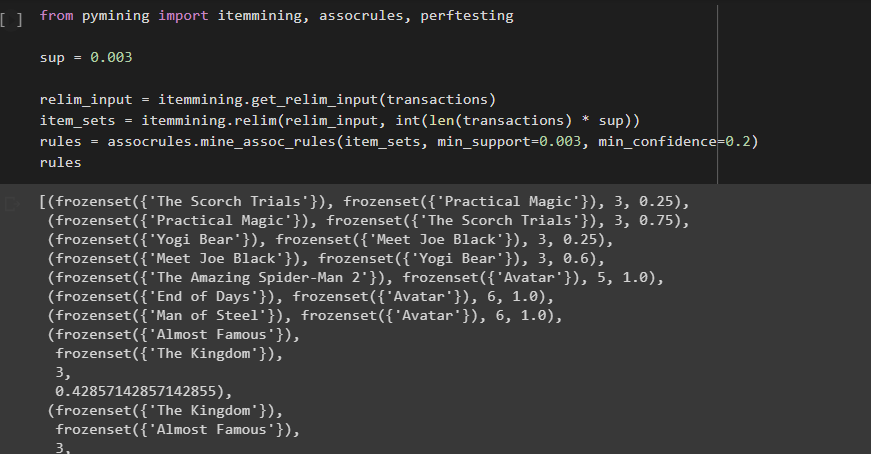 [ ] from pymining import itemmining, assocrules, perftesting
sup = 0.003
relim_input = itemmining.get_relim_input(transactions)
item_sets = itemmining.relim(relim_input, int(len(transactions) * sup))
rules = assocrules.mine_assoc_rules(item_sets, min_support=0.003, min_confidence=0.2)
rules
[(frozenset({'The Scorch Trials'}), frozenset({'Practical Magic'}), 3, 0.25),
(frozenset({'Practical Magic'}), frozenset({'The Scorch Trials'}), 3, 0.75),
(frozenset({'Yogi Bear'}), frozenset({'Meet Joe Black'}), 3, 0.25),
(frozenset({'Meet Joe Black'}), frozenset({'Yogi Bear'}), 3, 0.6),
(frozenset({'The Amazing Spider-Man 2'}), frozenset({'Avatar'}), 5, 1.0),
(frozenset({'End of Days'}), frozenset({'Avatar'}), 6, 1.0),
(frozenset({'Man of Steel'}), frozenset({'Avatar'}), 6, 1.0),
(frozenset({'Almost Famous'}),
frozenset({'The Kingdom'}),
3,
0.42857142857142855),
(frozenset({'The Kingdom'}),
frozenset({'Almost Famous'}),
3,